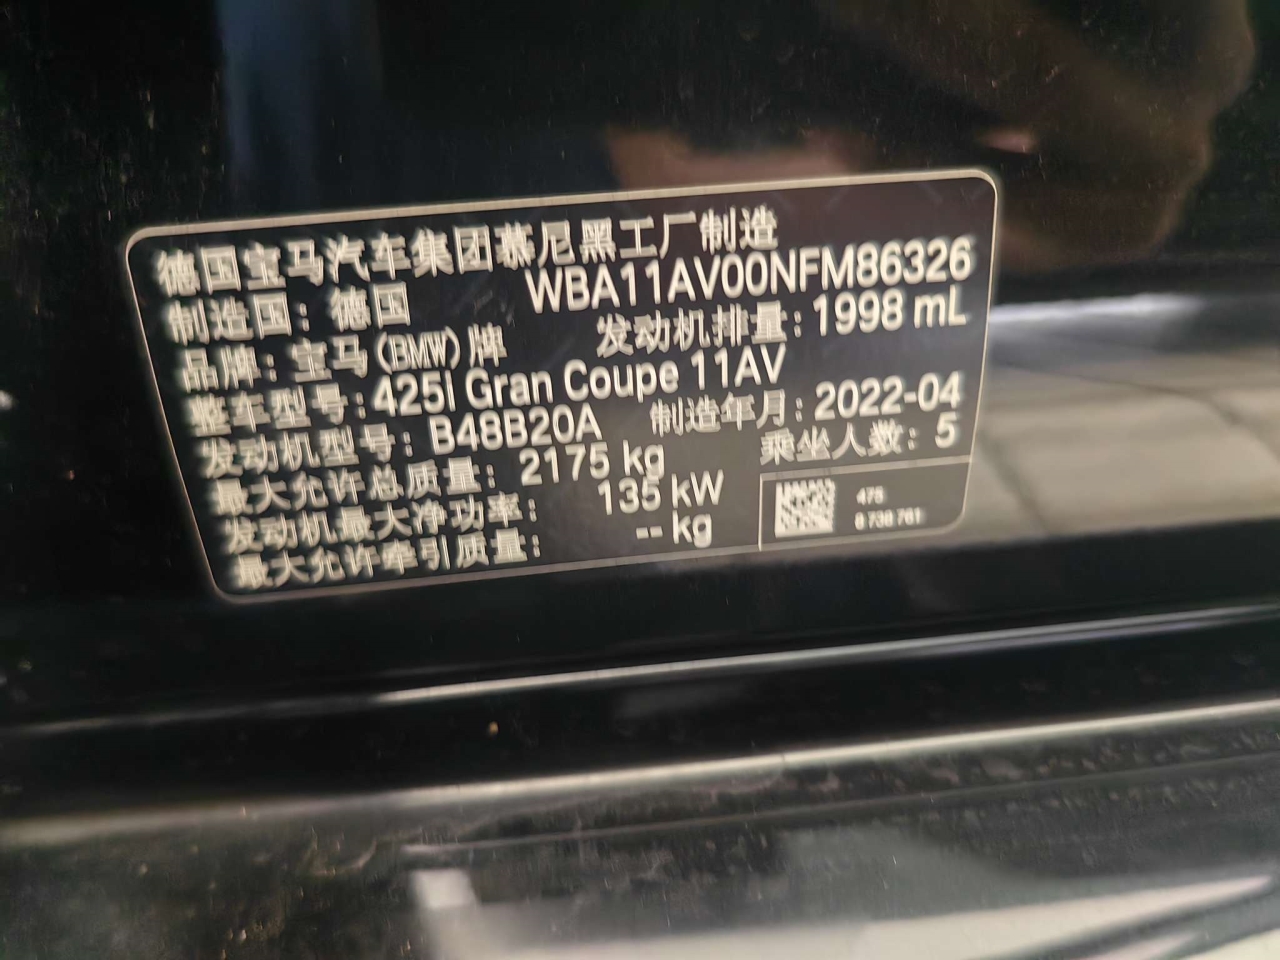 德国宝马汽车集团慕尼黑工厂制造
制造国：德国 WBA11AV00NFM86326
品牌：宝马(BMW)牌 发动机排量：1998 mL
整车型号：425I Gran Coupe 11AV
发动机型号：B48B20A 制造年月：2022-04
最大允许总质量：2175 kg 乘坐人数：5
发动机最大净功率：135 kW
最大允许牵引质量：-- kg
475